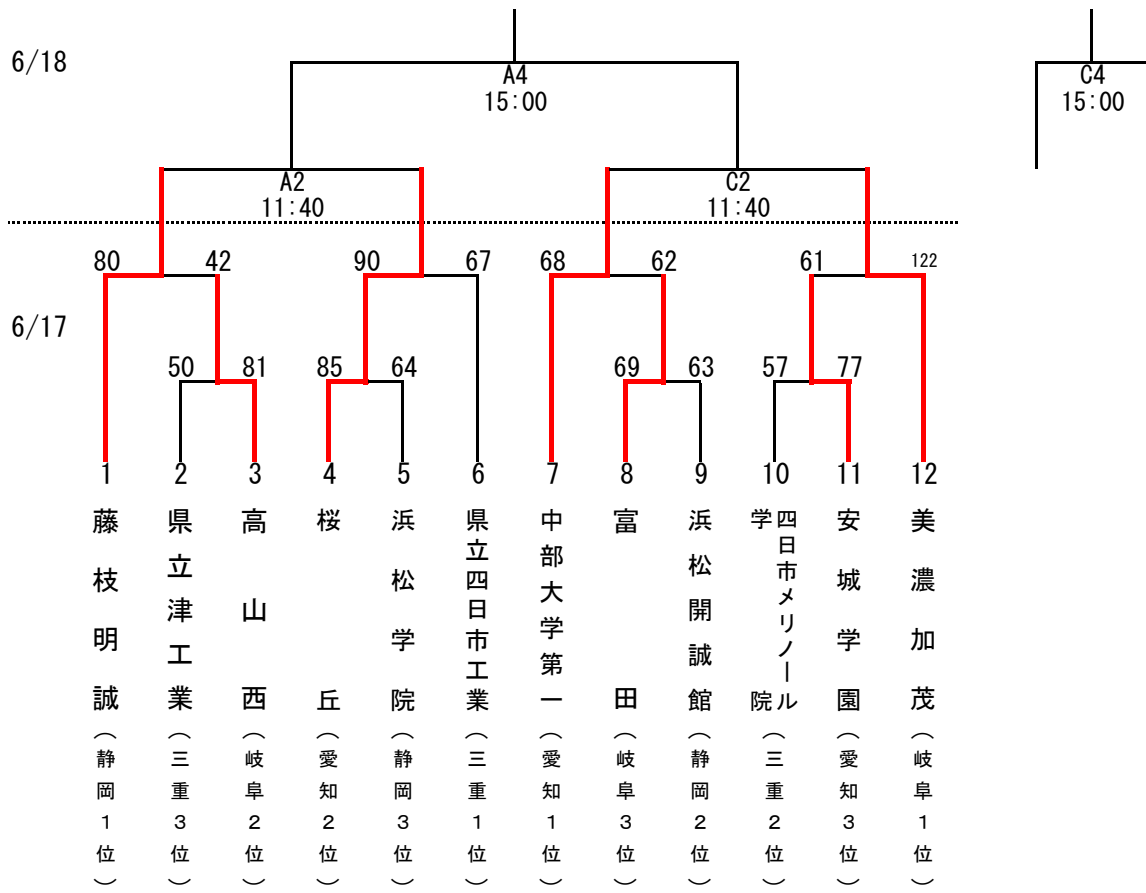 6/18
A4
15:00
C4
15:00
A2
11:40
C2
11:40
80
42
90
67
68
62
61
122
6/17
50
81
85
64
69
63
57
77
1
2
3
4
5
6
7
8
9
10
11
12
藤枝明誠(静岡1位)
県立津工業(三重3位)
高山西(岐阜2位)
桜丘(愛知2位)
浜松学院(静岡3位)
県立四日市工業(三重1位)
中部大学第一(愛知1位)
富田(岐阜3位)
浜松開誠館(静岡2位)
四日市メリノール学院(三重2位)
安城学園(愛知3位)
美濃加茂(岐阜1位)